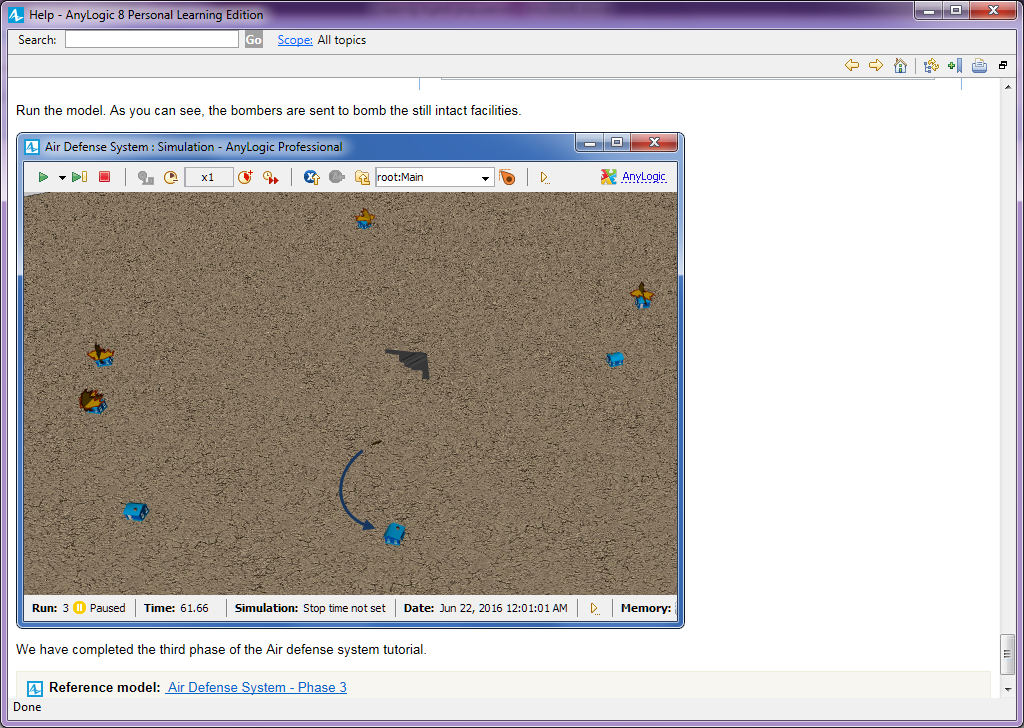 Help - AnyLogic 8 Personal Learning Edition
Search: Go Scope: All topics
Run the model. As you can see, the bombers are sent to bomb the still intact facilities.
Air Defense System : Simulation - AnyLogic Professional
x1 root:Main AnyLogic
Run: 3 Paused Time: 61.66 Simulation: Stop time not set Date: Jun 22, 2016 12:01:01 AM Memory:
We have completed the third phase of the Air defense system tutorial.
Reference model: Air Defense System - Phase 3
Done